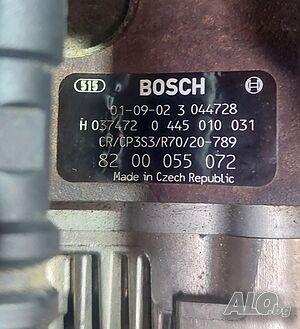 515 BOSCH
01-09-02 3 044728
H 037472 0 445 010 031
CR/CP3S3/R70/20-789
82 00 055 072
Made in Czech Republic
ALO.bg